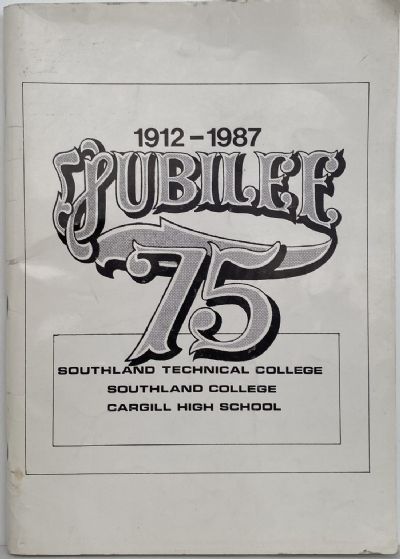 1912-1987
JUBILEE
75
SOUTHLAND TECHNICAL COLLEGE
SOUTHLAND COLLEGE
CARGILL HIGH SCHOOL